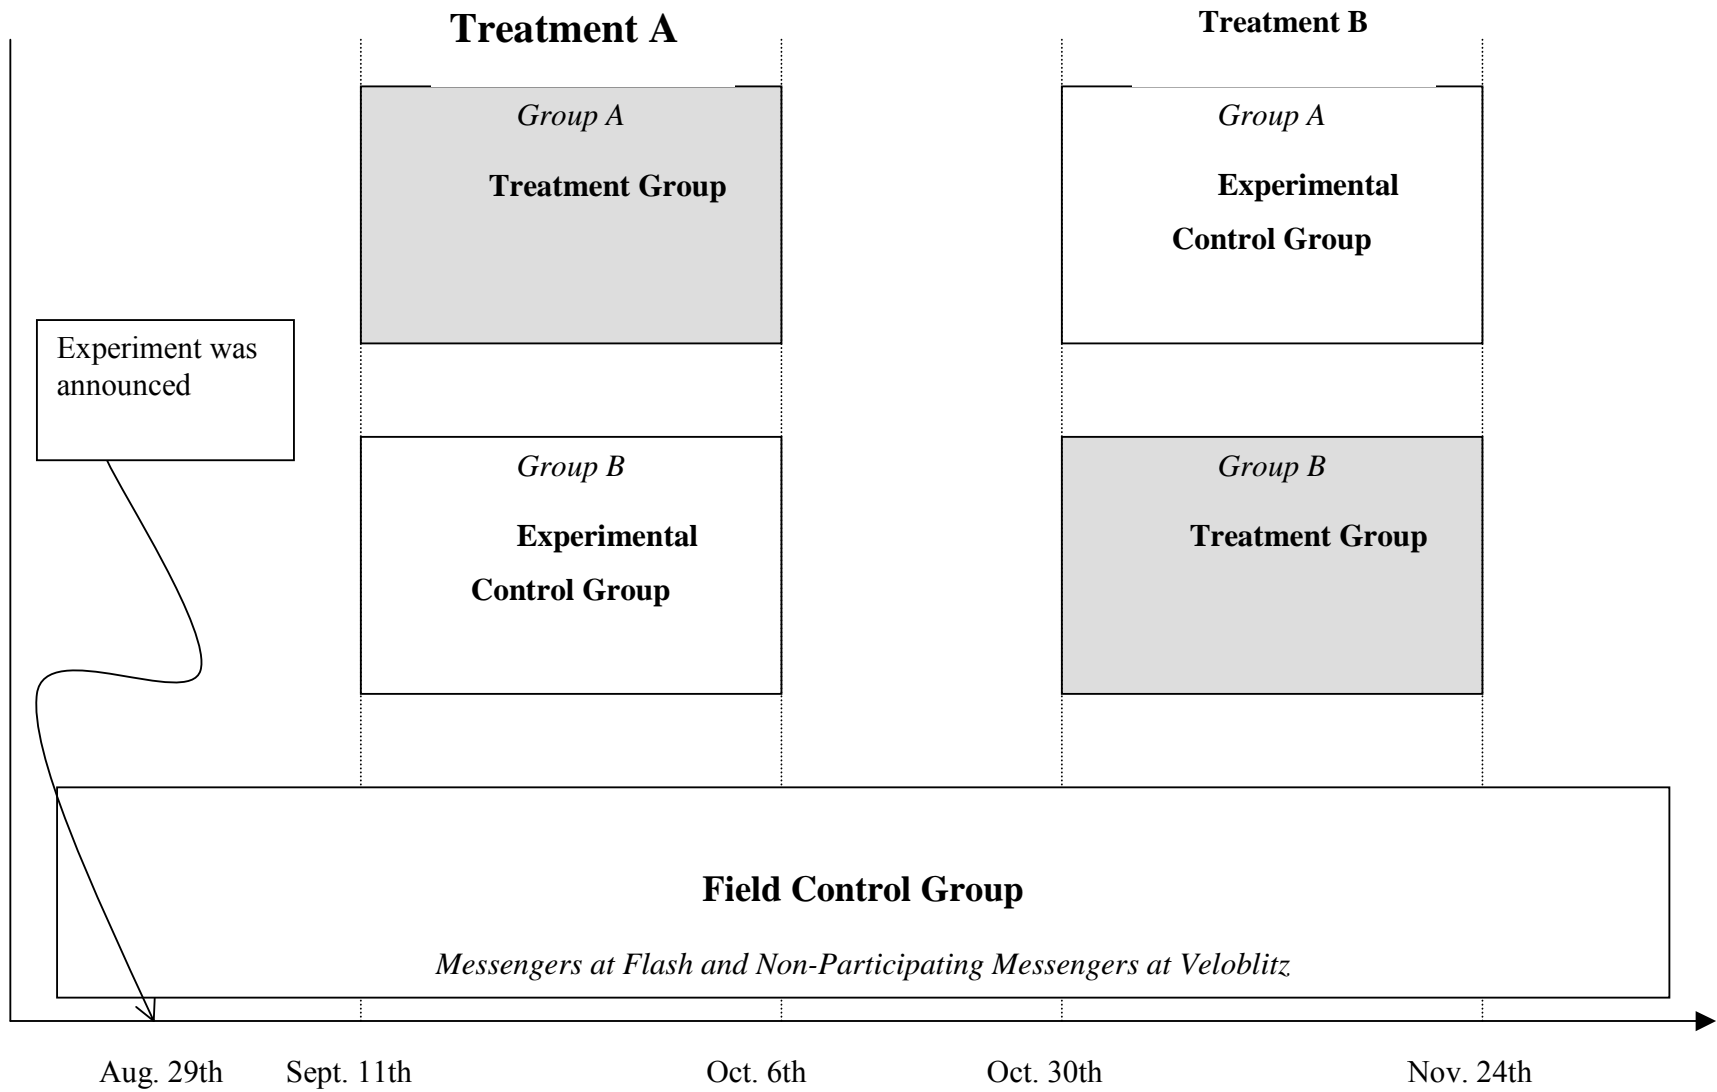 Treatment A
Treatment B
Group A
Treatment Group
Group A
Experimental
Control Group
Experiment was
announced
Group B
Experimental
Control Group
Group B
Treatment Group
Field Control Group
Messengers at Flash and Non-Participating Messengers at Veloblitz
Aug. 29th
Sept. 11th
Oct. 6th
Oct. 30th
Nov. 24th